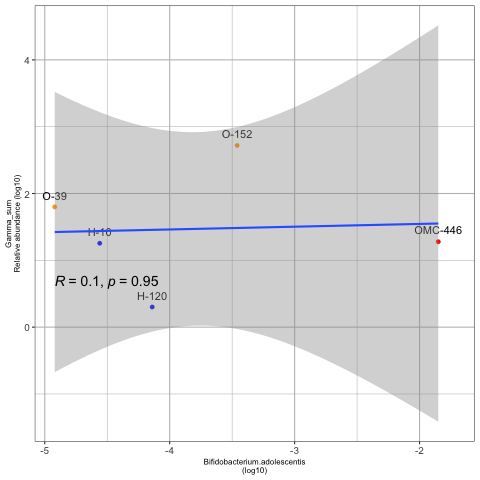 4
2
0
Gamma_sum
Relative abundance (log10)
O-152
O-39
H-10
OMC-446
R = 0.1, p = 0.95
H-120
-5
-4
-3
-2
Bifidobacterium.adolescentis
(log10)